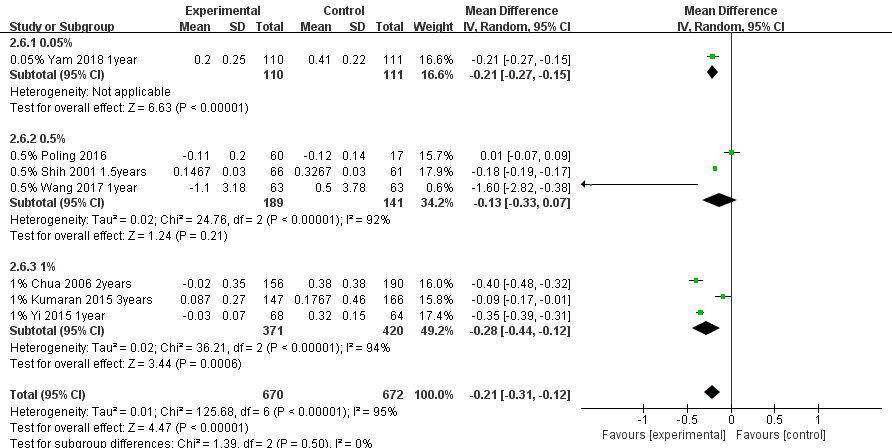 Experimental Control Mean Difference Mean Difference
Study or Subgroup Mean SD Total Mean SD Total Weight IV, Random, 95% CI IV, Random, 95% CI
2.6.1 0.05%
0.05% Yam 2018 1year 0.2 0.25 110 0.41 0.22 111 16.6% -0.21 [-0.27, -0.15]
Subtotal (95% CI) 110 111 16.6% -0.21 [-0.27, -0.15]
Heterogeneity: Not applicable
Test for overall effect: Z = 6.63 (P < 0.00001)
2.6.2 0.5%
0.5% Poling 2016 -0.11 0.2 60 -0.12 0.14 17 15.7% 0.01 [-0.07, 0.09]
0.5% Shih 2001 1.5years 0.1467 0.03 66 0.3267 0.03 61 17.9% -0.18 [-0.19, -0.17]
0.5% Wang 2017 1year -1.1 3.18 63 0.5 3.78 63 0.6% -1.60 [-2.82, -0.38]
Subtotal (95% CI) 189 141 34.2% -0.13 [-0.33, 0.07]
Heterogeneity: Tau² = 0.02; Chi² = 24.76, df = 2 (P < 0.00001); I² = 92%
Test for overall effect: Z = 1.24 (P = 0.21)
2.6.3 1%
1% Chua 2006 2years -0.02 0.35 156 0.38 0.38 190 16.0% -0.40 [-0.48, -0.32]
1% Kumaran 2015 3years 0.087 0.27 147 0.1767 0.46 166 15.8% -0.09 [-0.17, -0.01]
1% Yi 2015 1year -0.03 0.07 68 0.32 0.15 64 17.4% -0.35 [-0.39, -0.31]
Subtotal (95% CI) 371 420 49.2% -0.28 [-0.44, -0.12]
Heterogeneity: Tau² = 0.02; Chi² = 36.21, df = 2 (P < 0.00001); I² = 94%
Test for overall effect: Z = 3.44 (P = 0.0006)
Total (95% CI) 670 672 100.0% -0.21 [-0.31, -0.12]
Heterogeneity: Tau² = 0.01; Chi² = 125.68, df = 6 (P < 0.00001); I² = 95%
Test for overall effect: Z = 4.47 (P < 0.00001)
Test for subgroup differences: Chi² = 1.39, df = 2 (P = 0.50), I² = 0%
-1 -0.5 0 0.5 1
Favours [experimental] Favours [control]